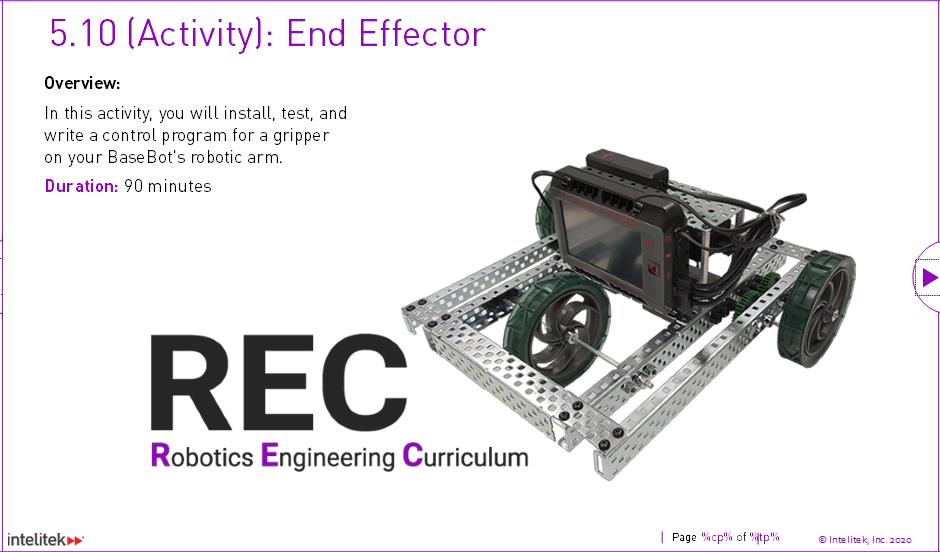 5.10 (Activity): End Effector
Overview:
In this activity, you will install, test, and
write a control program for a gripper
on your BaseBot's robotic arm.
Duration: 90 minutes
REC
Robotics Engineering Curriculum
intelitek
Page %cp% of %tp%
© Intelitek, Inc. 2020